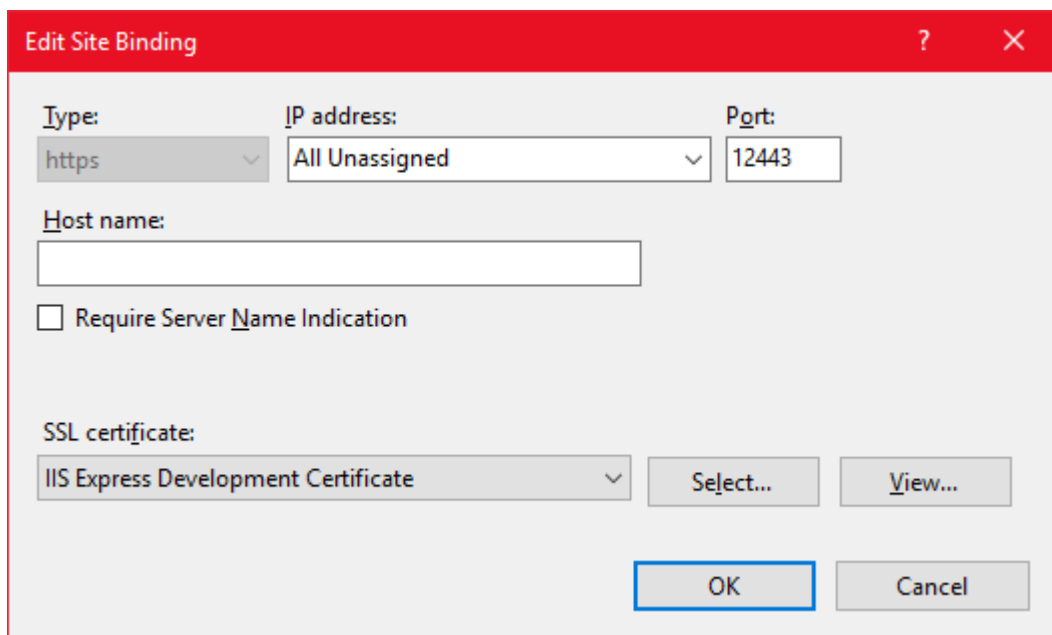 Edit Site Binding ?
Type: IP address: Port:
https All Unassigned 12443
Host name:
Require Server Name Indication
SSL certificate:
IIS Express Development Certificate Select... View...
OK Cancel